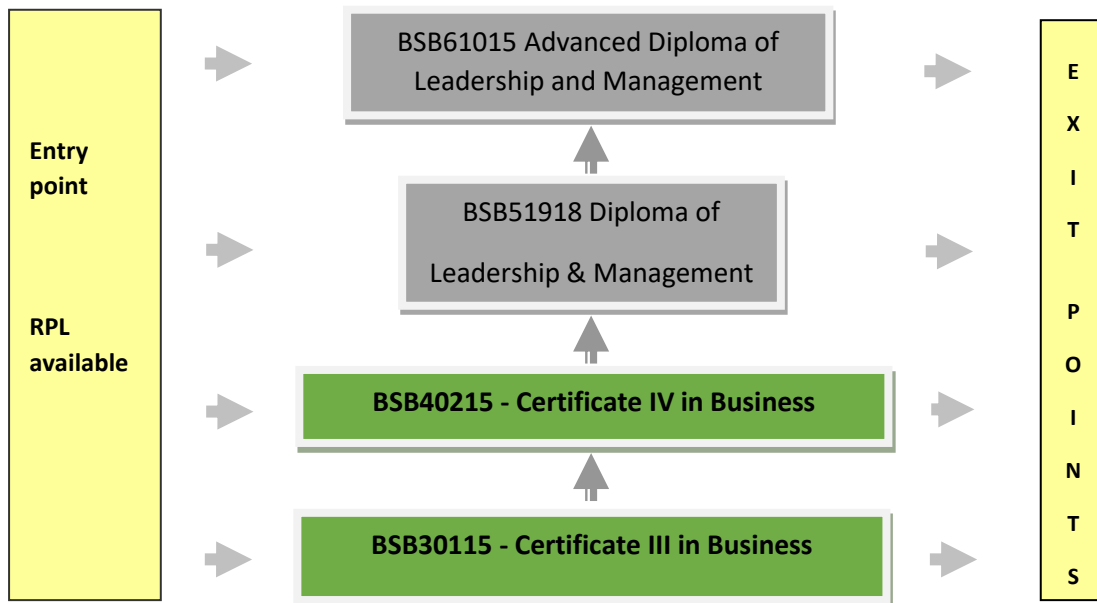 Entry
point
RPL
available
BSB61015 Advanced Diploma of
Leadership and Management
BSB51918 Diploma of
Leadership & Management
BSB40215 - Certificate IV in Business
BSB30115 - Certificate III in Business
E
X
I
T
P
O
I
N
T
S